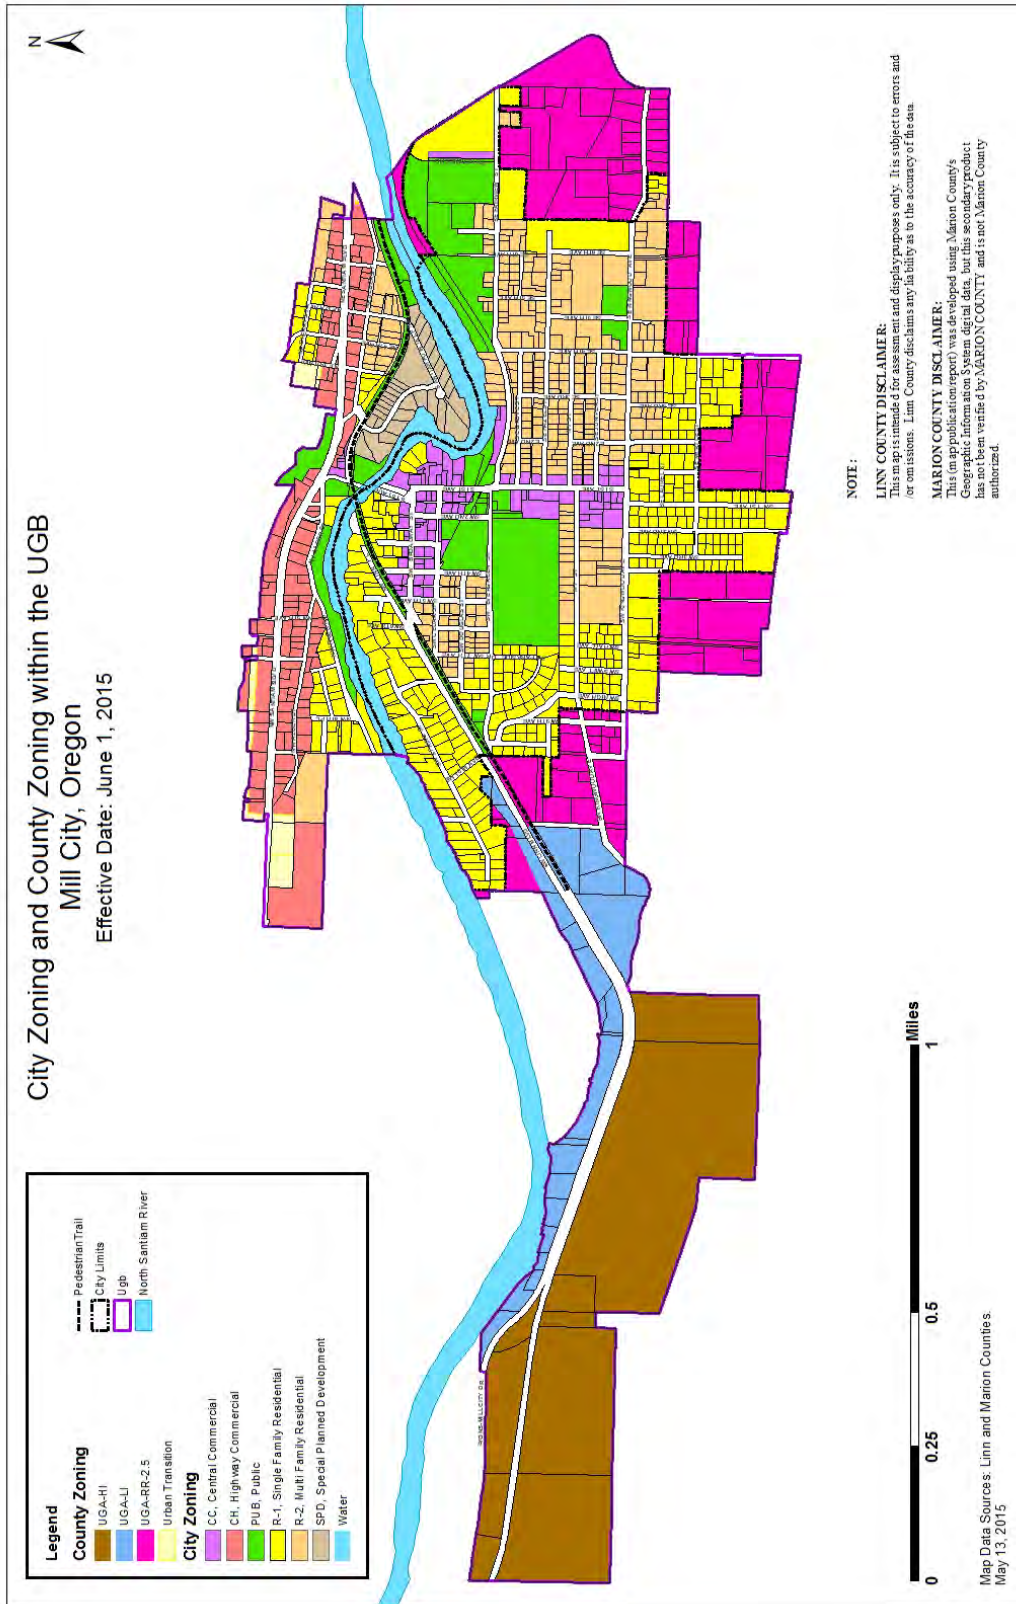 City Zoning and County Zoning within the UGB
Mill City, Oregon
Effective Date: June 1, 2015
N
Legend
County Zoning
UGA-HI
UGA-LI
UGA-RR-2.5
Urban Transition
City Zoning
CC, Central Commercial
CH, Highway Commercial
PUB, Public
R-1, Single Family Residential
R-2, Multi Family Residential
SPD, Special Planned Development
Water
Pedestrian Trail
City Limits
Ugb
North Santiam River
0
0.25
0.5
1
Miles
Map Data Sources: Linn and Marion Counties.
May 13, 2015
NOTE:
LINN COUNTY DISCLAIMER:
This map is intended for assessment and display purposes only. It is subject to errors and
/or omissions. Linn County disclaims any liability as to the accuracy of the data.
MARION COUNTY DISCLAIMER:
This (map/publication/report) was developed using Marion County's
Geographic Information System digital data, but this secondary product
has not been verified by MARION COUNTY and is not Marion County
authorized.